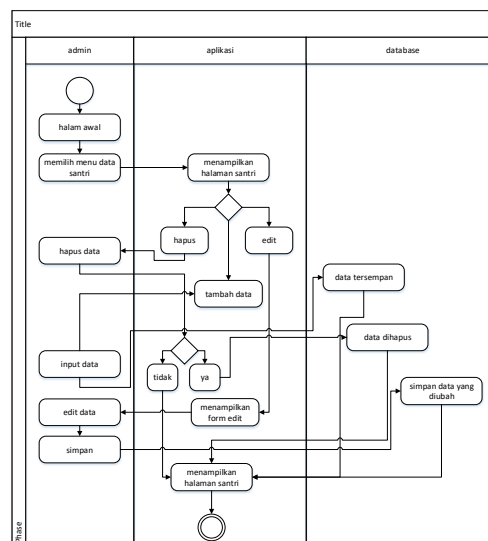 Title
admin
aplikasi
database
halam awal
memilih menu data
santri
menampilkan
halaman santri
hapus
edit
hapus data
tambah data
data tersempan
data dihapus
input data
tidak
ya
simpan data yang
diubah
edit data
menampilkan
form edit
simpan
menampilkan
halaman santri
Phase